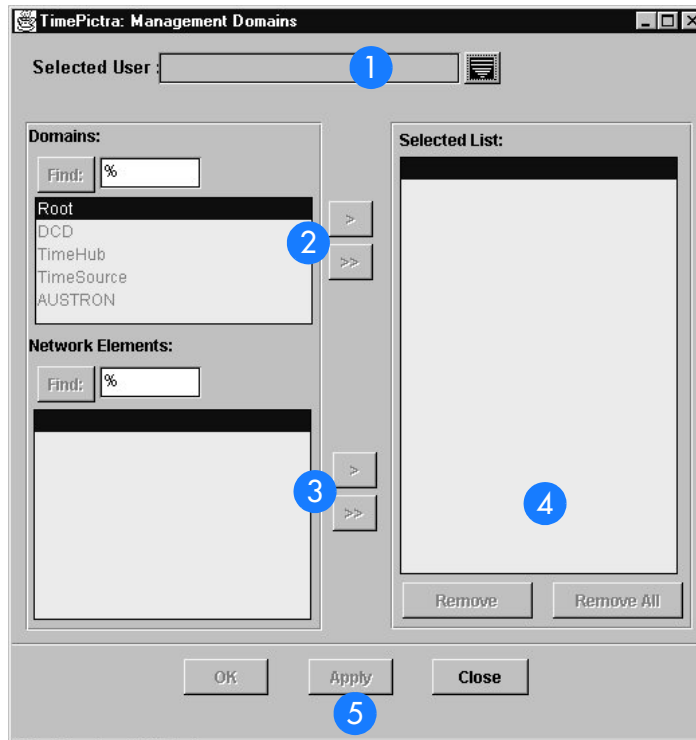 TimePictra: Management Domains
Selected User :
1
Domains:
Find: %
Root
DCD
TimeHub
TimeSource
AUSTRON
2
>
>>
Network Elements:
Find: %
3
>
>>
Selected List:
4
Remove Remove All
OK Apply Close
5